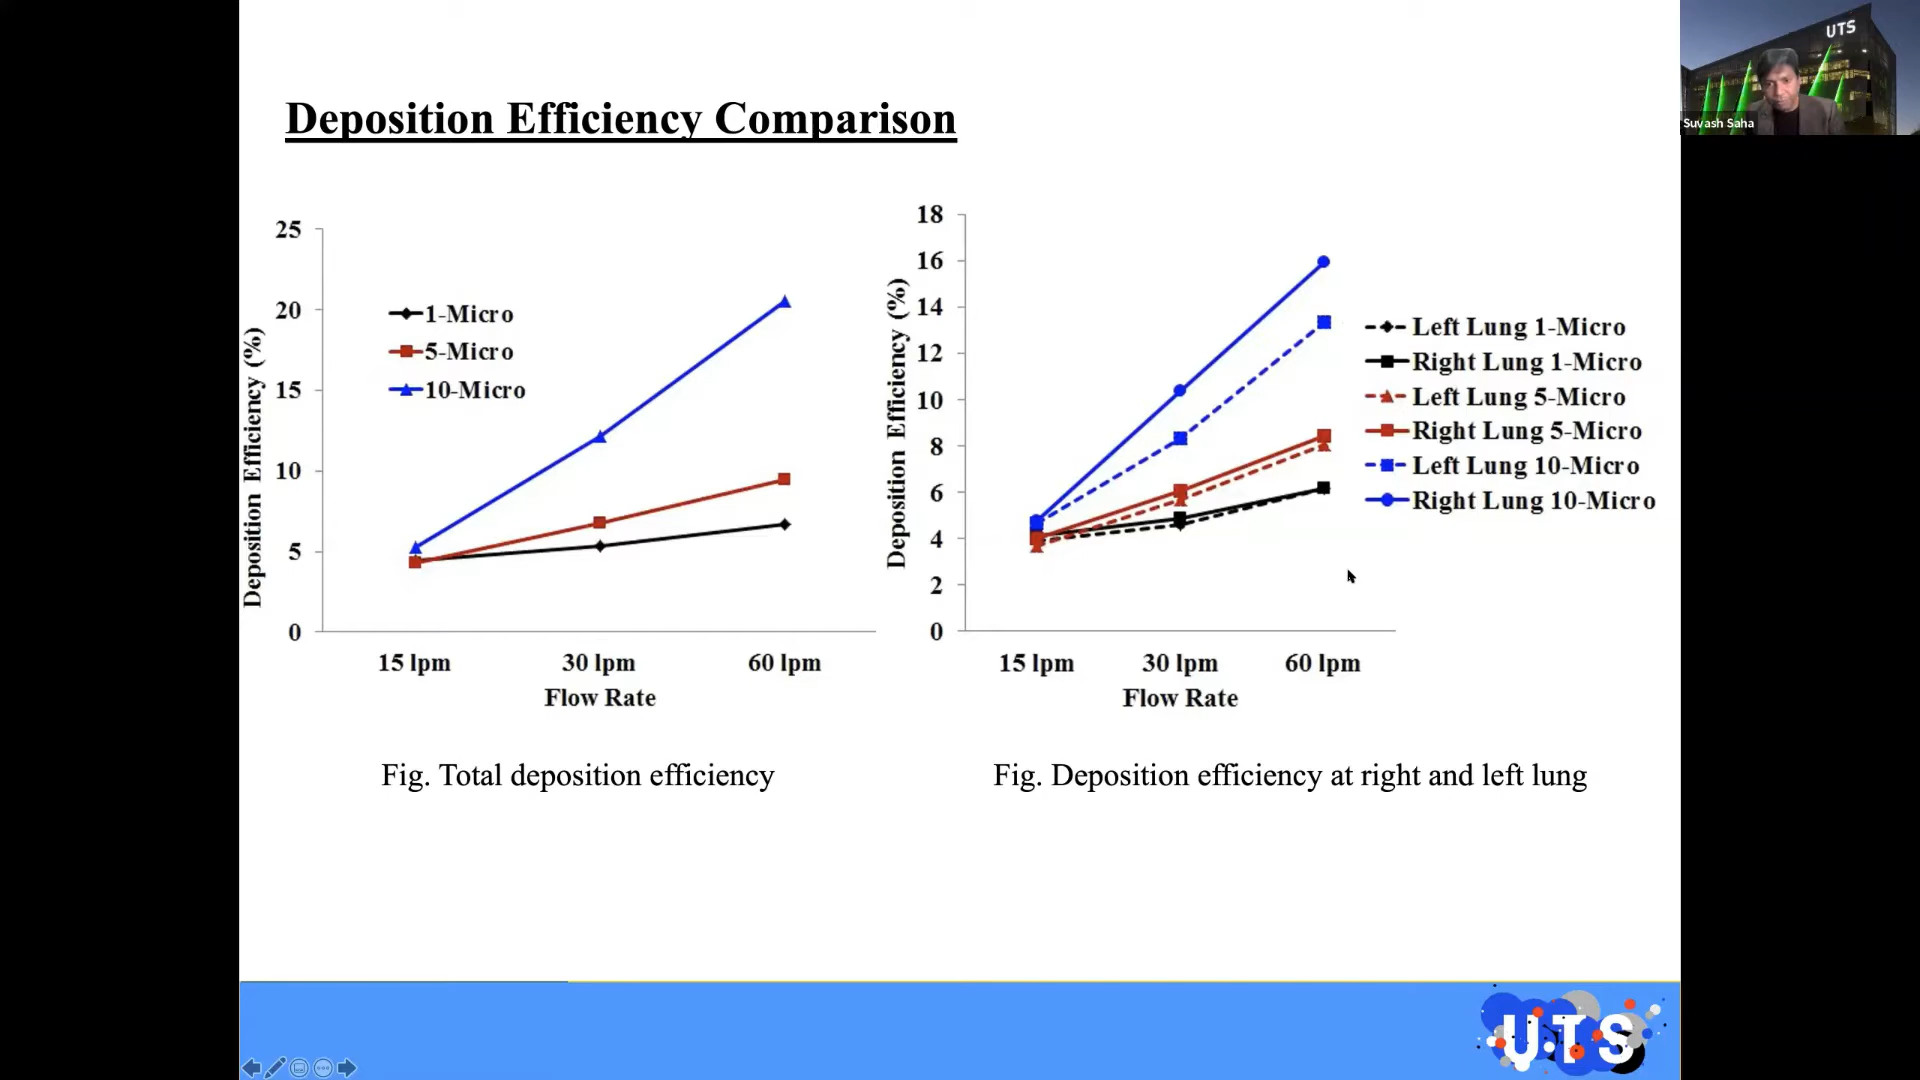 UTS
Suvash Saha
Deposition Efficiency Comparison
25
20
15
10
5
0
Deposition Efficiency (%)
1-Micro
5-Micro
10-Micro
15 lpm
30 lpm
60 lpm
Flow Rate
Fig. Total deposition efficiency
18
16
14
12
10
8
6
4
2
0
Deposition Efficiency (%)
Left Lung 1-Micro
Right Lung 1-Micro
Left Lung 5-Micro
Right Lung 5-Micro
Left Lung 10-Micro
Right Lung 10-Micro
15 lpm
30 lpm
60 lpm
Flow Rate
Fig. Deposition efficiency at right and left lung
UTS